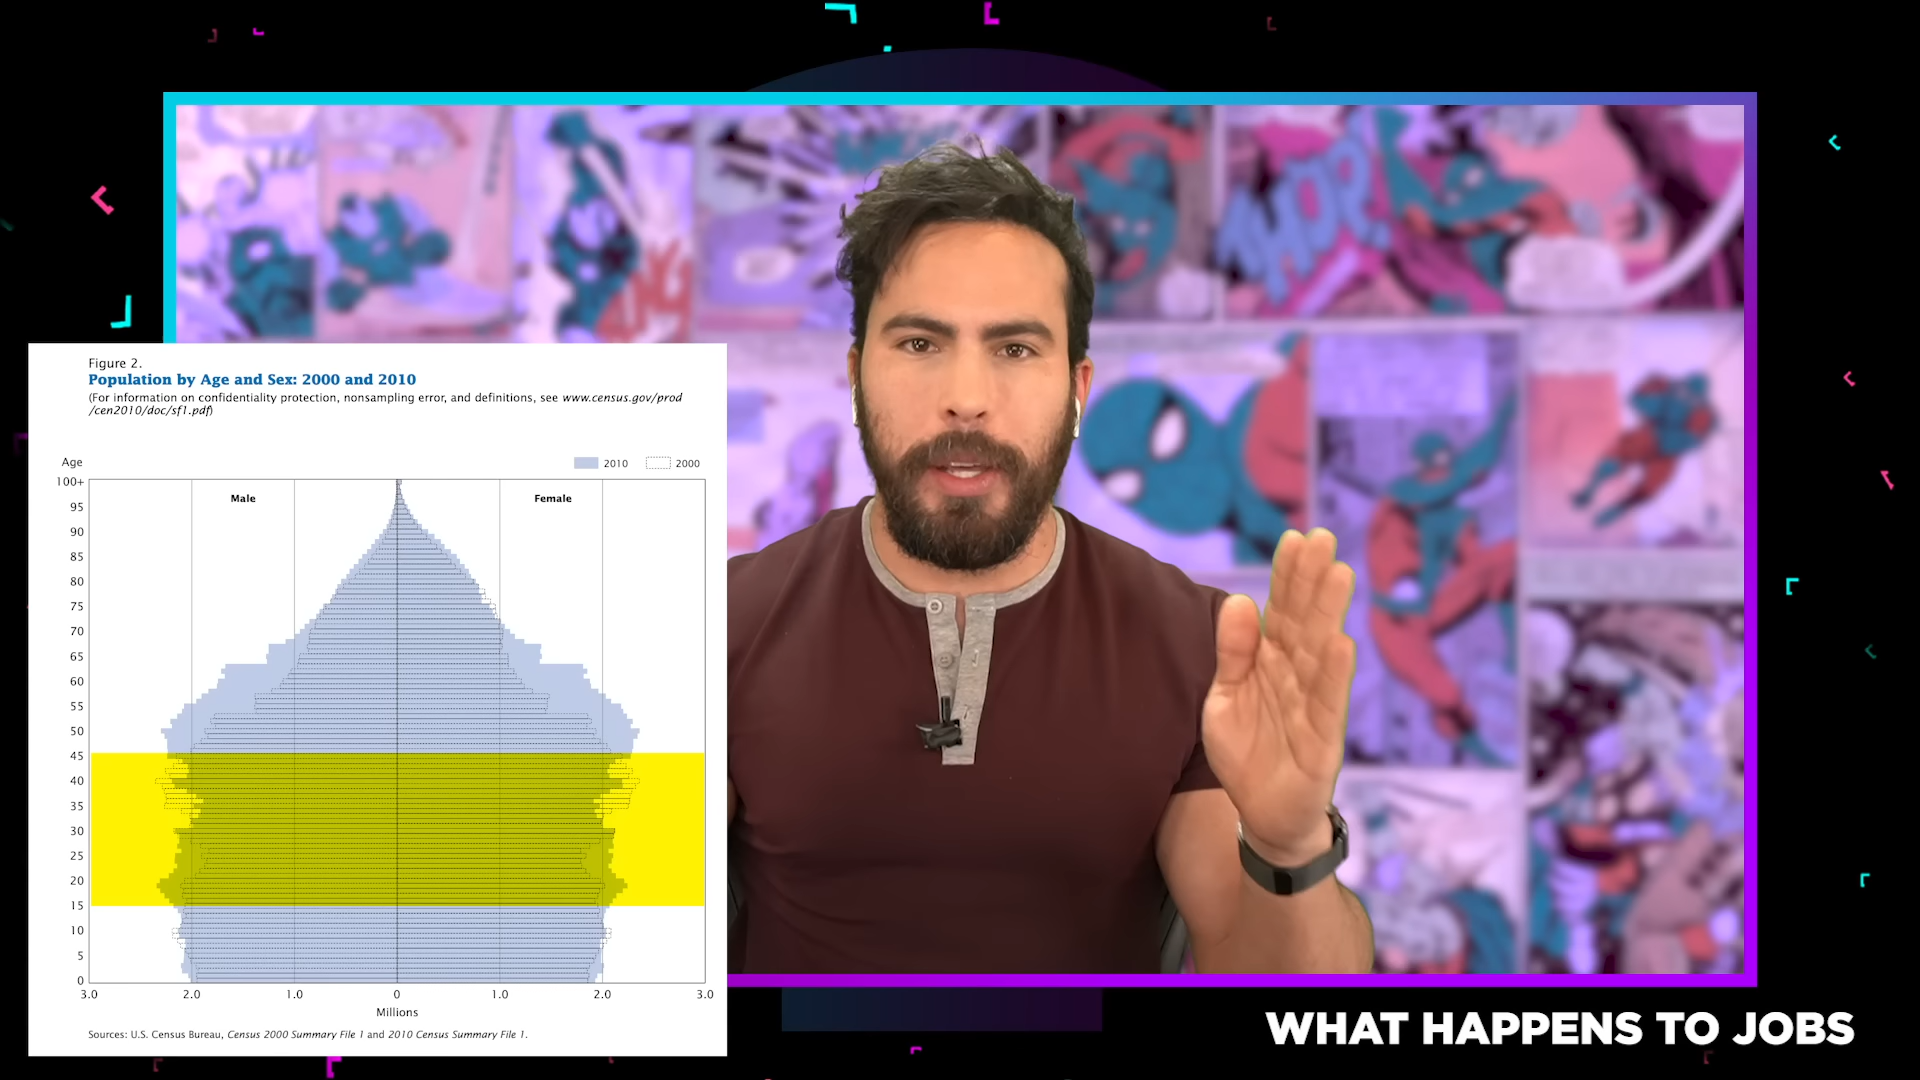 Figure 2.
Population by Age and Sex: 2000 and 2010
(For information on confidentiality protection, nonsampling error, and definitions, see www.census.gov/prod
/cen2010/doc/sf1.pdf)
Age
2010 2000
100+
Male Female
95
90
85
80
75
70
65
60
55
50
45
40
35
30
25
20
15
10
5
0
3.0 2.0 1.0 0 1.0 2.0 3.0
Millions
Sources: U.S. Census Bureau, Census 2000 Summary File 1 and 2010 Census Summary File 1.
WHAT HAPPENS TO JOBS